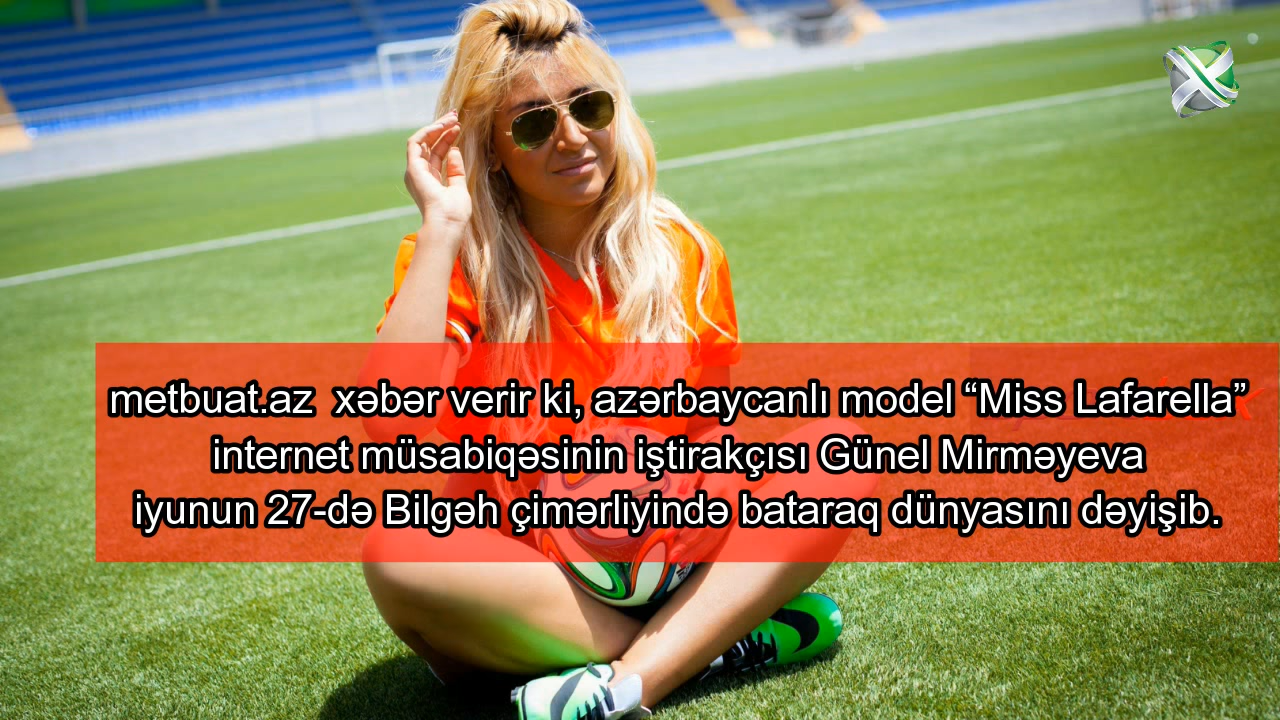 metbuat.az  xəbər verir ki, azərbaycanlı model “Miss Lafarella”
internet müsabiqəsinin iştirakçısı Günel Mirməyeva
iyunun 27-də Bilgəh çimərliyində bataraq dünyasını dəyişib.